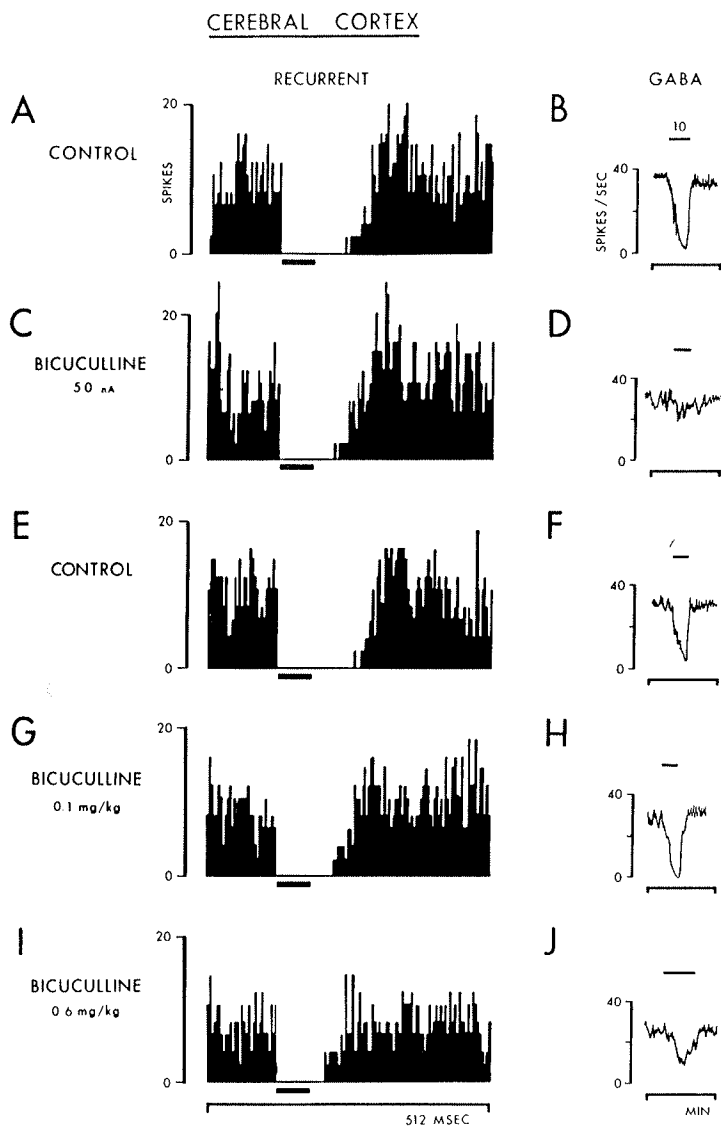 CEREBRAL CORTEX
RECURRENT
GABA
A
CONTROL
20
SPIKES
0
B
10
40
SPIKES / SEC
0
C
BICUCULLINE
50 nA
20
0
D
40
0
E
CONTROL
20
0
F
40
0
G
BICUCULLINE
0.1 mg/kg
20
0
H
40
0
I
BICUCULLINE
0 6 mg/kg
20
0
J
40
0
512 MSEC
MIN